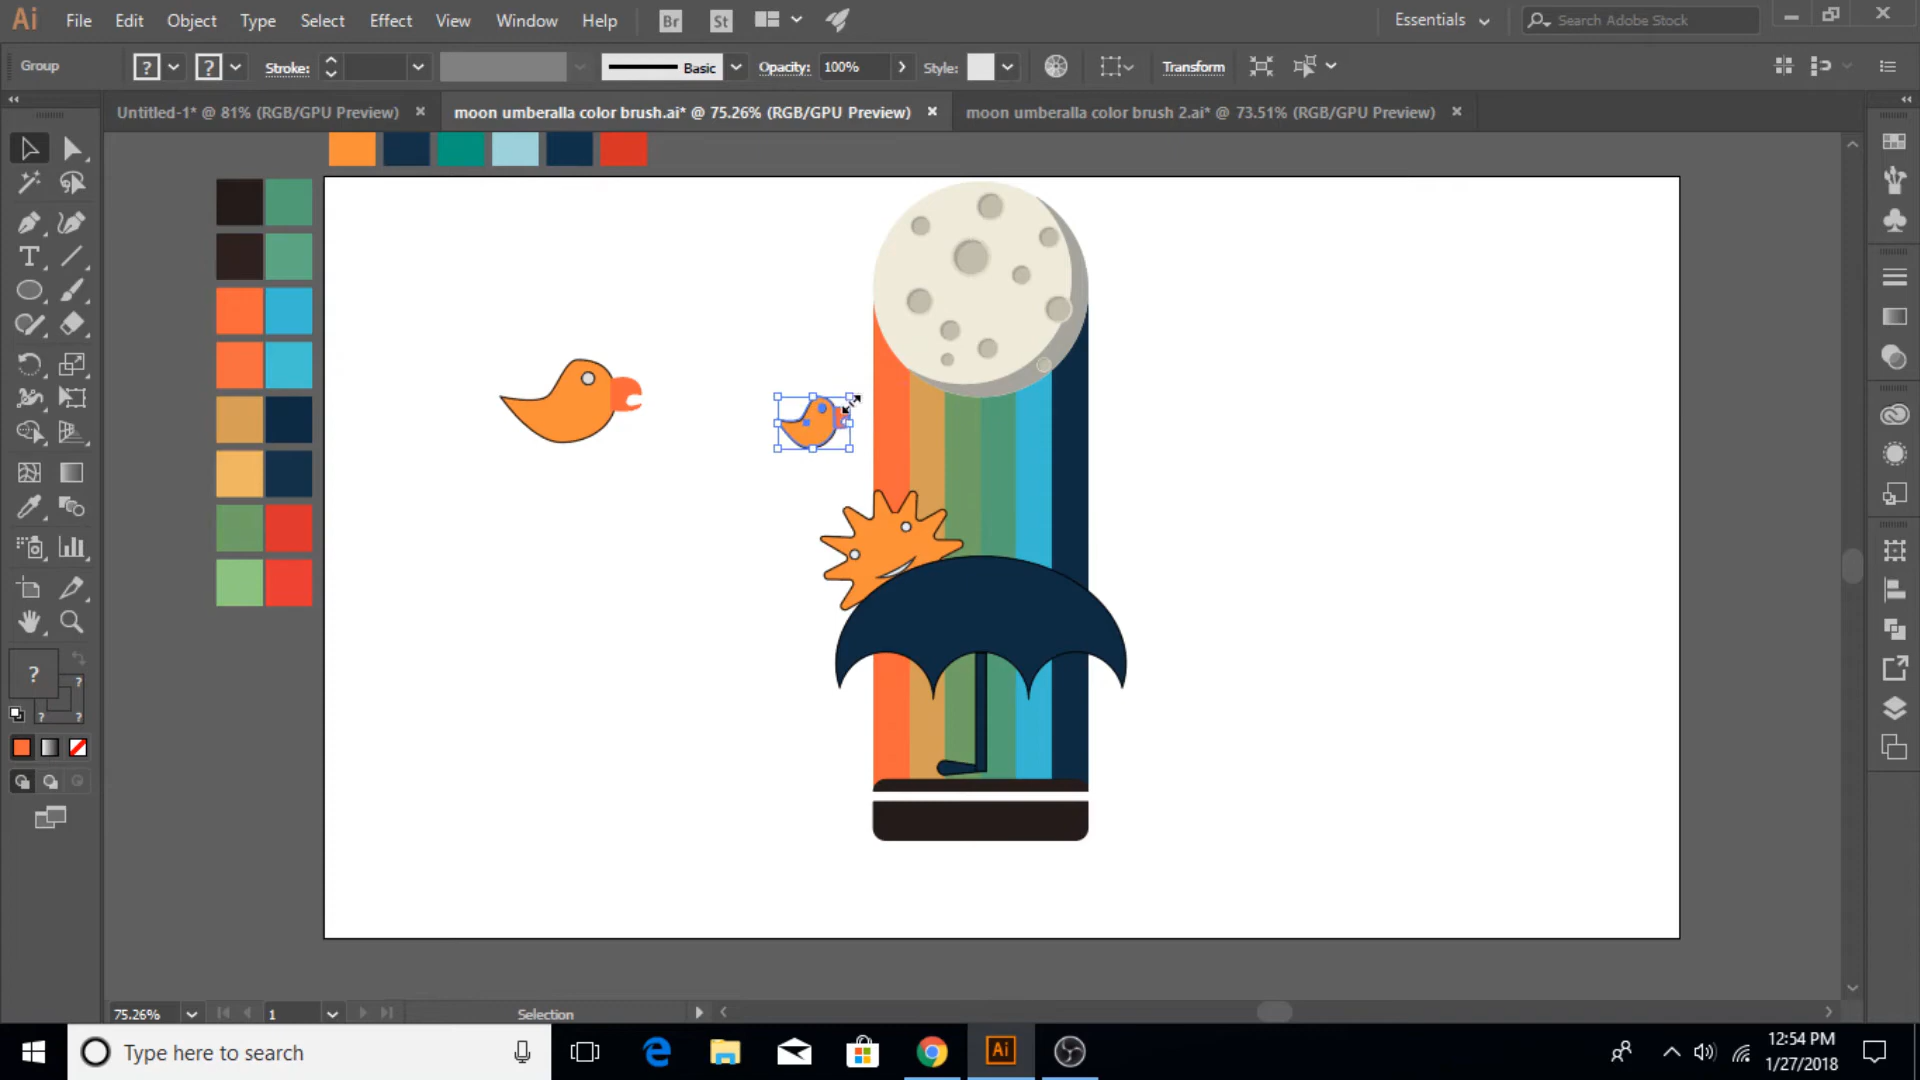 Ai File Edit Object Type Select Effect View Window Help Br St Essentials Search Adobe Stock
Group ? ? Stroke: Basic Opacity: 100% Style: Transform
Untitled-1* @ 81% (RGB/GPU Preview) × moon umberalla color brush.ai* @ 75.26% (RGB/GPU Preview) × moon umberalla color brush 2.ai* @ 73.51% (RGB/GPU Preview) ×
T
? ?
? ?
75.26% 1 Selection
Type here to search Ai 12:54 PM
1/27/2018